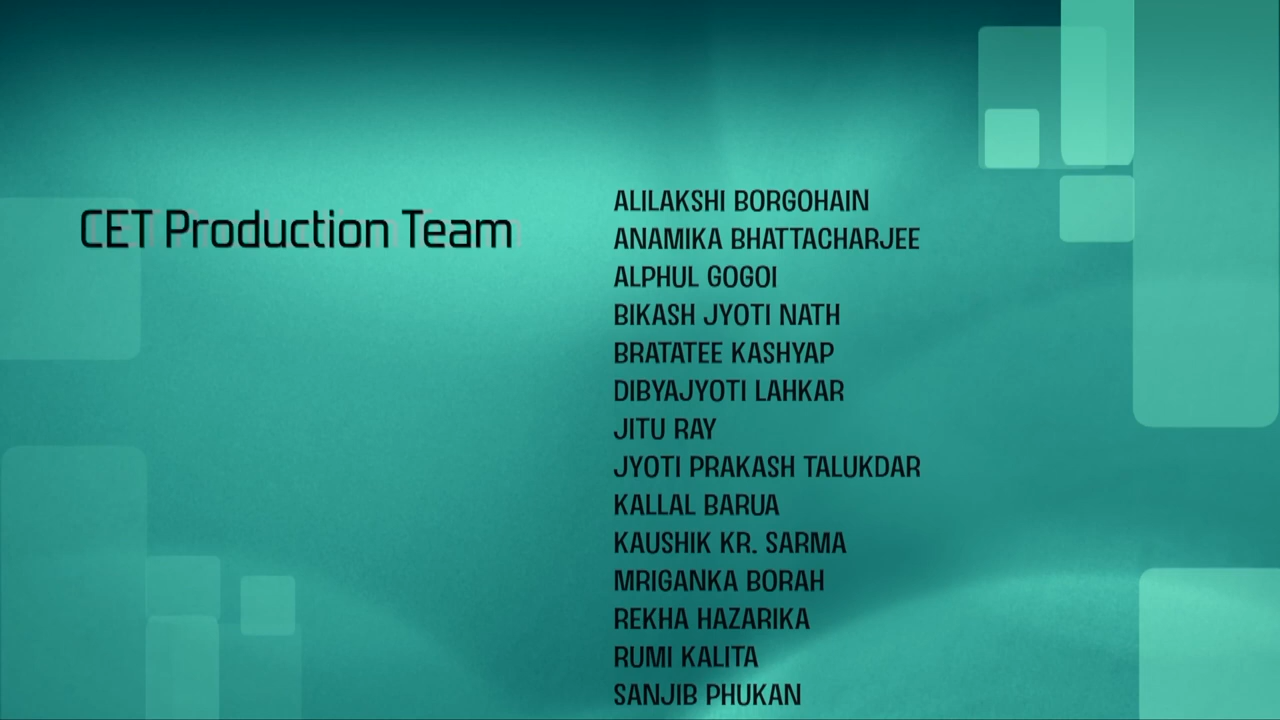 CET Production Team
ALILAKSHI BORGOHAIN
ANAMIKA BHATTACHARJEE
ALPHUL GOGOI
BIKASH JYOTI NATH
BRATATEE KASHYAP
DIBYAJYOTI LAHKAR
JITU RAY
JYOTI PRAKASH TALUKDAR
KALLAL BARUA
KAUSHIK KR. SARMA
MRIGANKA BORAH
REKHA HAZARIKA
RUMI KALITA
SANJIB PHUKAN